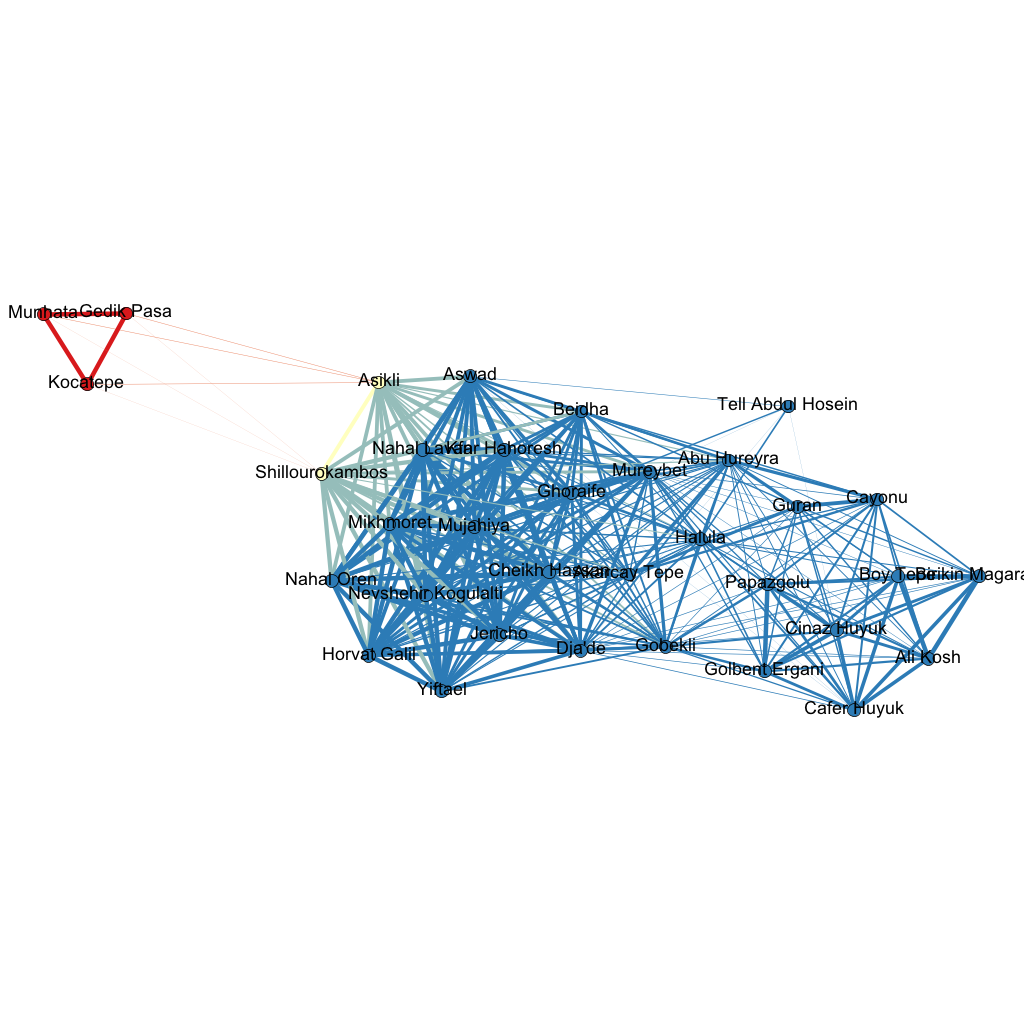 Munhata
Gedik Pasa
Kocatepe
Asikli
Aswad
Beidha
Tell Abdul Hosein
Nahal Lavan
Kfar Hahoresh
Abu Hureyra
Shillourokambos
Mureybet
Ghoraife
Cayonu
Guran
Mikhmoret
Mujahiya
Halula
Nahal Oren
Cheikh Hassan
Akarcay Tepe
Papazgolu
Boy Tepe
Birikin Magara
Nevshehir Kogulalti
Jericho
Cinaz Huyuk
Horvat Galil
Dja'de
Gobekli
Ali Kosh
Golbent Ergani
Yiftael
Cafer Huyuk